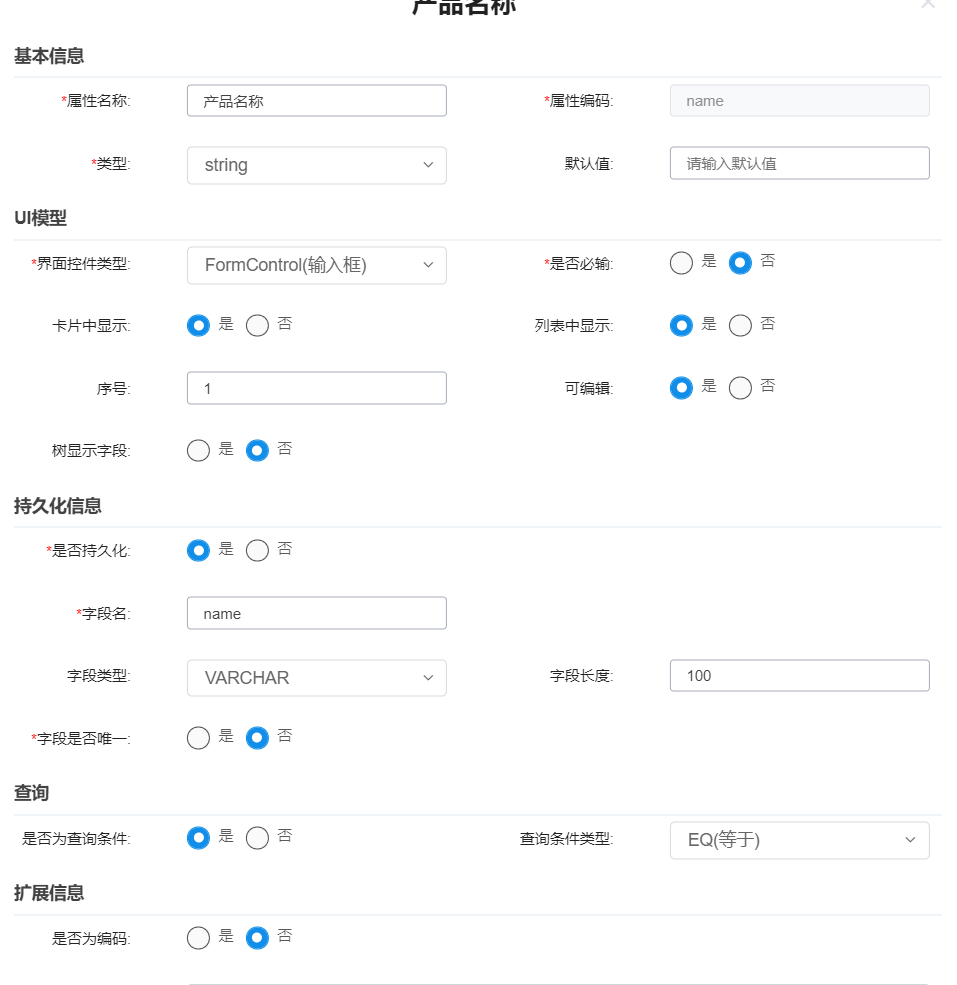 产品名称
基本信息
*属性名称: 产品名称 *属性编码: name
*类型: string 默认值: 请输入默认值
UI模型
*界面控件类型: FormControl(输入框) *是否必输: 是 否
卡片中显示: 是 否 列表中显示: 是 否
序号: 1 可编辑: 是 否
树显示字段: 是 否
持久化信息
*是否持久化: 是 否
*字段名: name
字段类型: VARCHAR 字段长度: 100
*字段是否唯一: 是 否
查询
是否为查询条件: 是 否 查询条件类型: EQ(等于)
扩展信息
是否为编码: 是 否